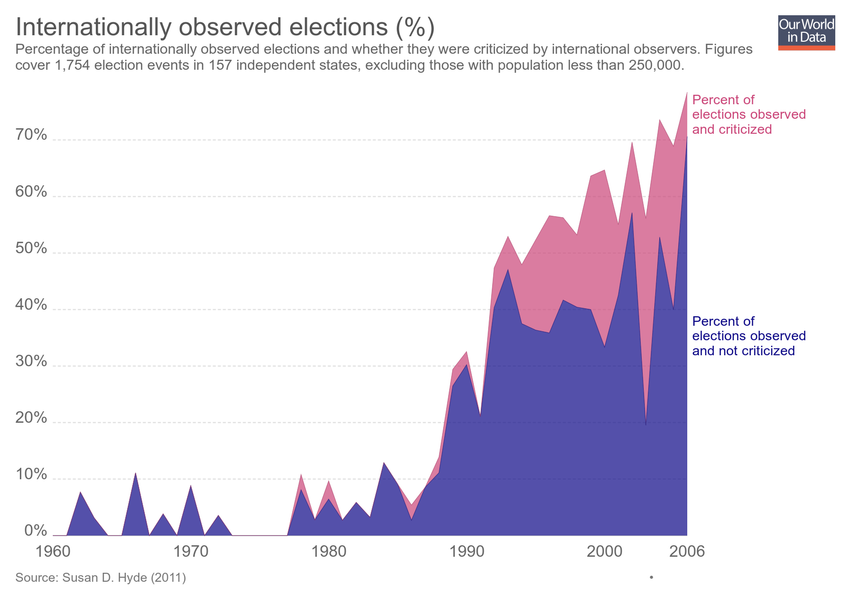 Internationally observed elections (%)
Our World
in Data
Percentage of internationally observed elections and whether they were criticized by international observers. Figures
cover 1,754 election events in 157 independent states, excluding those with population less than 250,000.
Percent of
elections observed
and criticized
70%
60%
50%
40%
Percent of
elections observed
and not criticized
30%
20%
10%
0%
1960 1970 1980 1990 2000 2006
Source: Susan D. Hyde (2011)